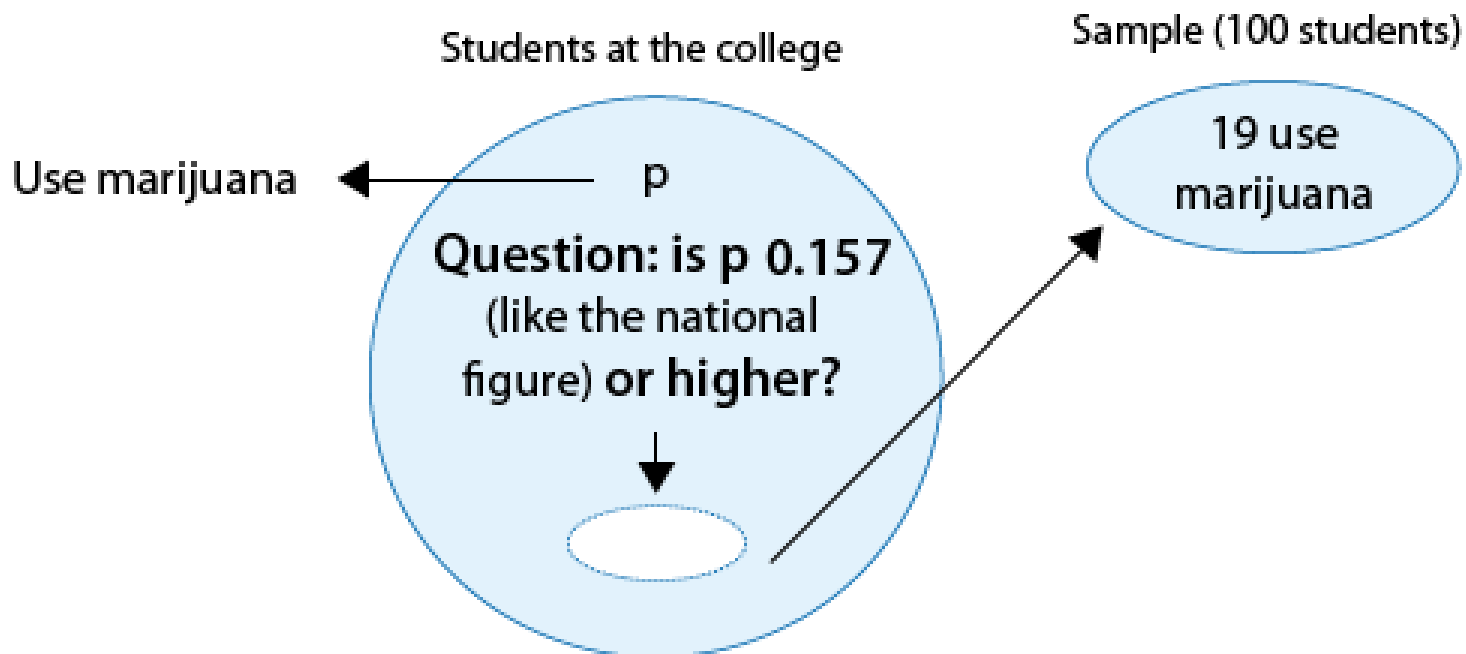 Students at the college
Sample (100 students)
19 use
marijuana
Use marijuana
p
Question: is p 0.157
(like the national
figure) or higher?